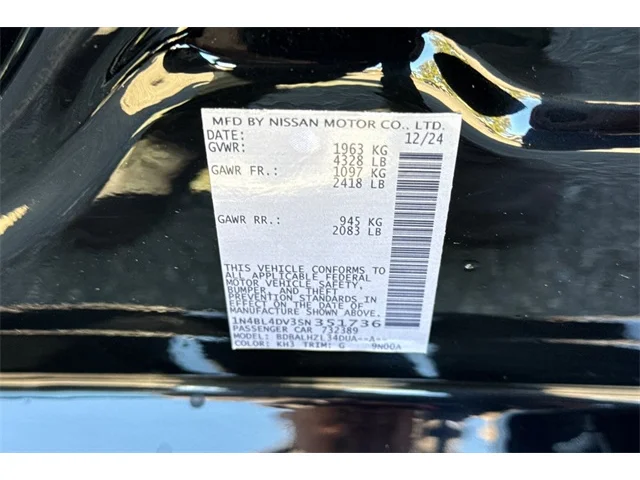 MFD BY NISSAN MOTOR CO., LTD.
DATE: 12/24
GVWR: 1963 KG
4328 LB
GAWR FR.: 1097 KG
2418 LB
GAWR RR.: 945 KG
2083 LB
THIS VEHICLE CONFORMS TO
ALL APPLICABLE FEDERAL
MOTOR VEHICLE SAFETY,
BUMPER, AND THEFT
PREVENTION STANDARDS IN
EFFECT ON THE DATE OF
MANUFACTURE SHOWN ABOVE.
1N4BL4DV3SN351736
PASSENGER CAR 732389
MODEL: BDBALHZL34DUA--A--
COLOR: KH3 TRIM: G 9N00A